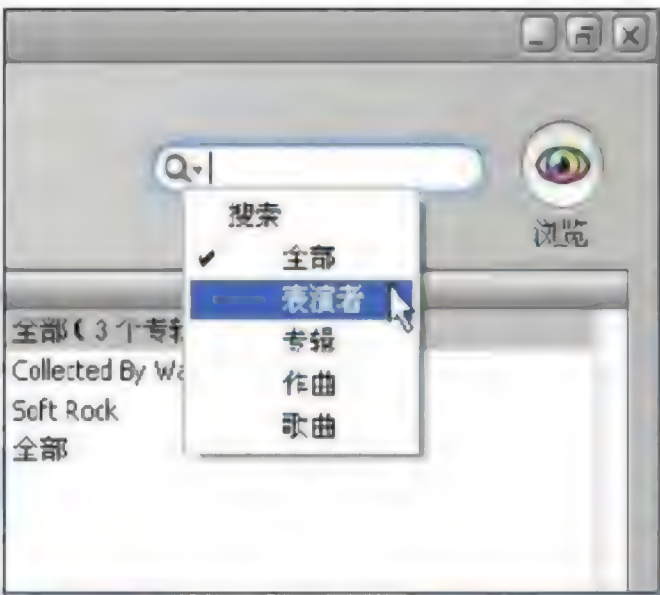 浏览
搜索
全部
表演者
专辑
作曲
歌曲
全部(3个专辑
Collected By Wa
Soft Rock
全部